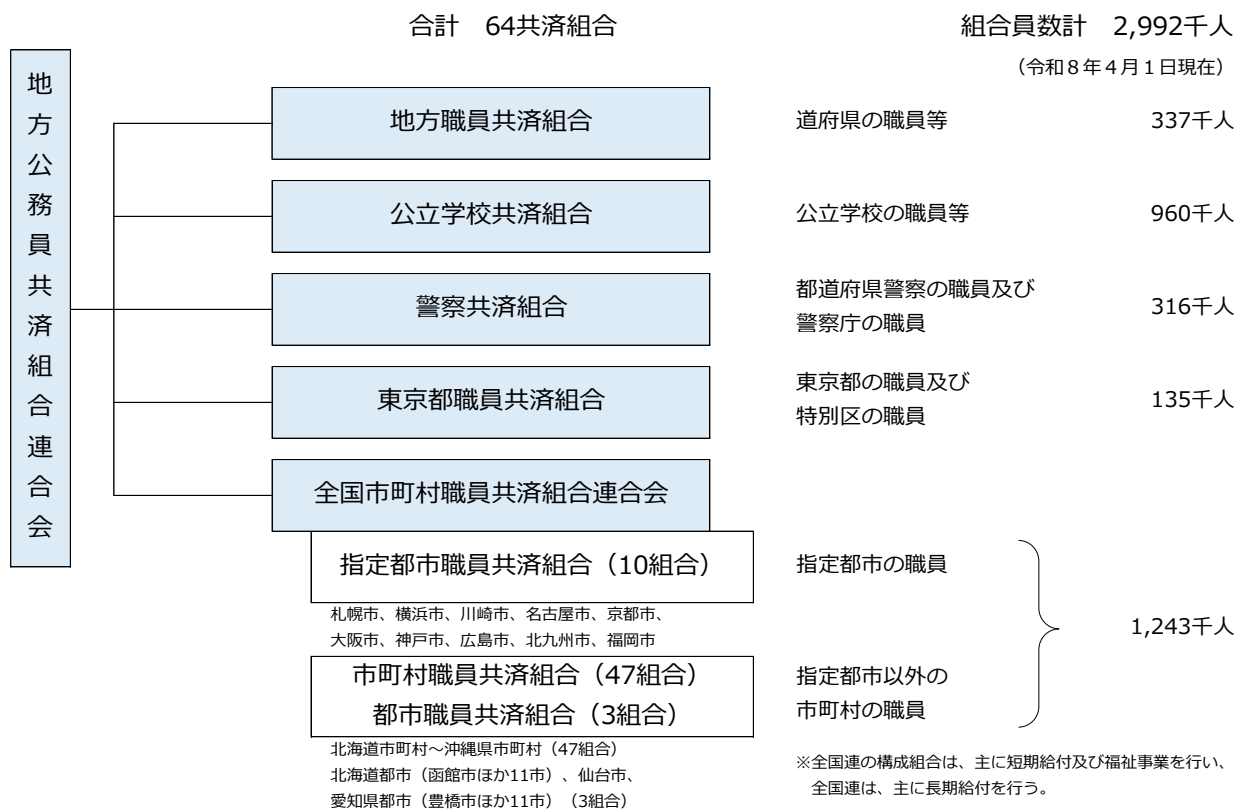 合計　64共済組合
組合員数計　2,992千人
（令和８年４月１日現在）
地方公務員共済組合連合会
地方職員共済組合
道府県の職員等
337千人
公立学校共済組合
公立学校の職員等
960千人
警察共済組合
都道府県警察の職員及び
警察庁の職員
316千人
東京都職員共済組合
東京都の職員及び
特別区の職員
135千人
全国市町村職員共済組合連合会
指定都市職員共済組合（10組合）
指定都市の職員
札幌市、横浜市、川崎市、名古屋市、京都市、
大阪市、神戸市、広島市、北九州市、福岡市
1,243千人
市町村職員共済組合（47組合）
都市職員共済組合（3組合）
指定都市以外の
市町村の職員
北海道市町村～沖縄県市町村（47組合）
北海道都市（函館市ほか11市）、仙台市、
愛知県都市（豊橋市ほか11市）（3組合）
※全国連の構成組合は、主に短期給付及び福祉事業を行い、
全国連は、主に長期給付を行う。